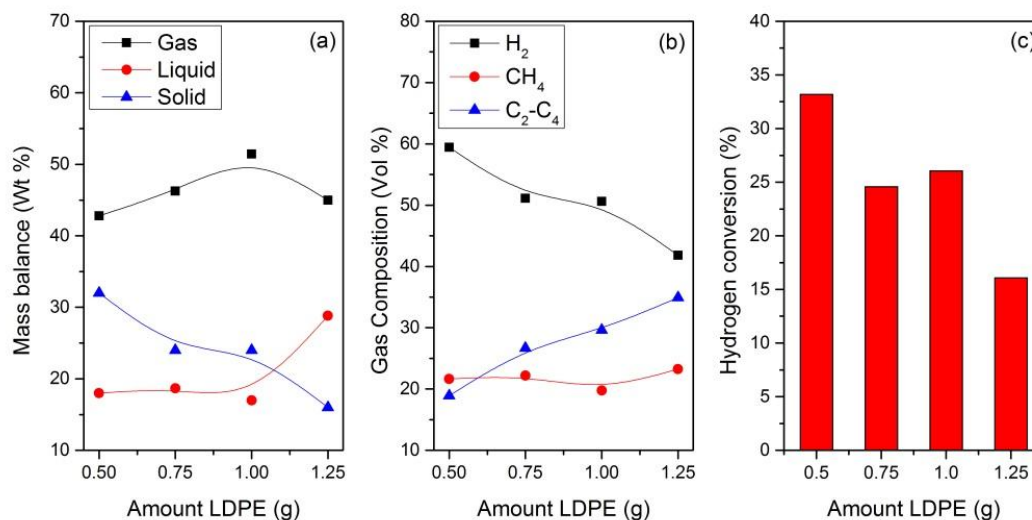 (a)
Gas
Liquid
Solid
70
60
50
40
30
20
10
Mass balance (Wt %)
0.50 0.75 1.00 1.25
Amount LDPE (g)
(b)
H₂
CH₄
C₂-C₄
80
70
60
50
40
30
20
10
Gas Composition (Vol %)
0.50 0.75 1.00 1.25
Amount LDPE (g)
(c)
40
35
30
25
20
15
10
5
0
Hydrogen conversion (%)
0.5 0.75 1.0 1.25
Amount LDPE (g)